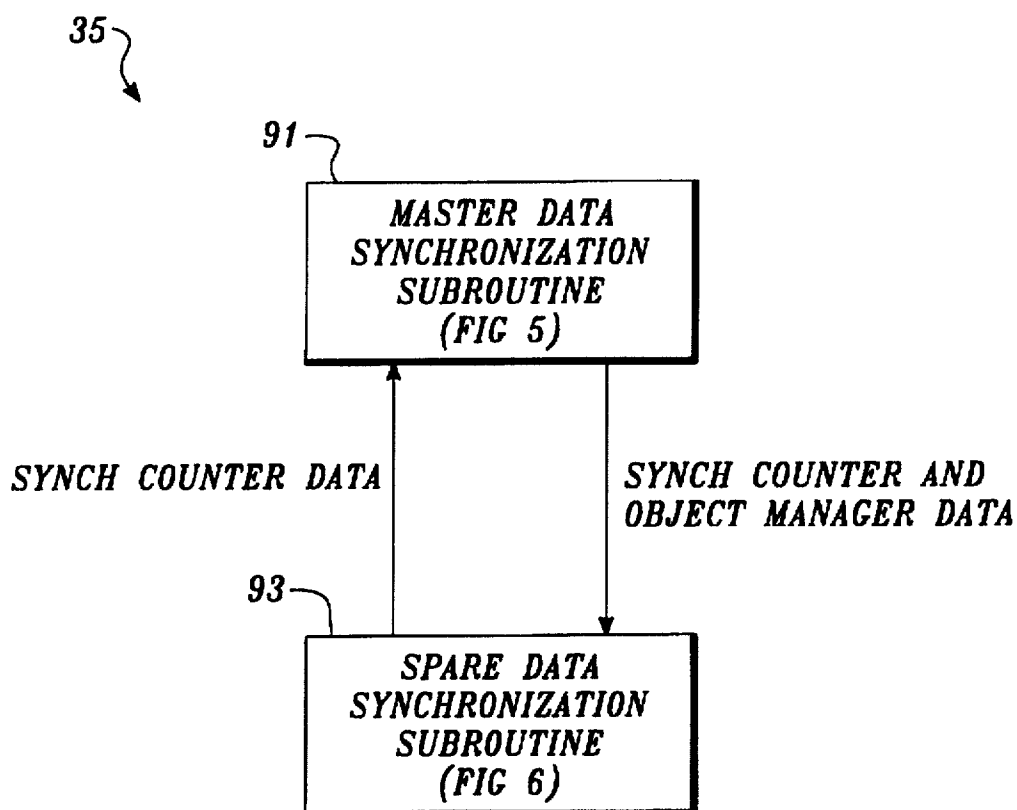 35
91
MASTER DATA
SYNCHRONIZATION
SUBROUTINE
(FIG 5)
SYNCH COUNTER DATA
SYNCH COUNTER AND
OBJECT MANAGER DATA
93
SPARE DATA
SYNCHRONIZATION
SUBROUTINE
(FIG 6)